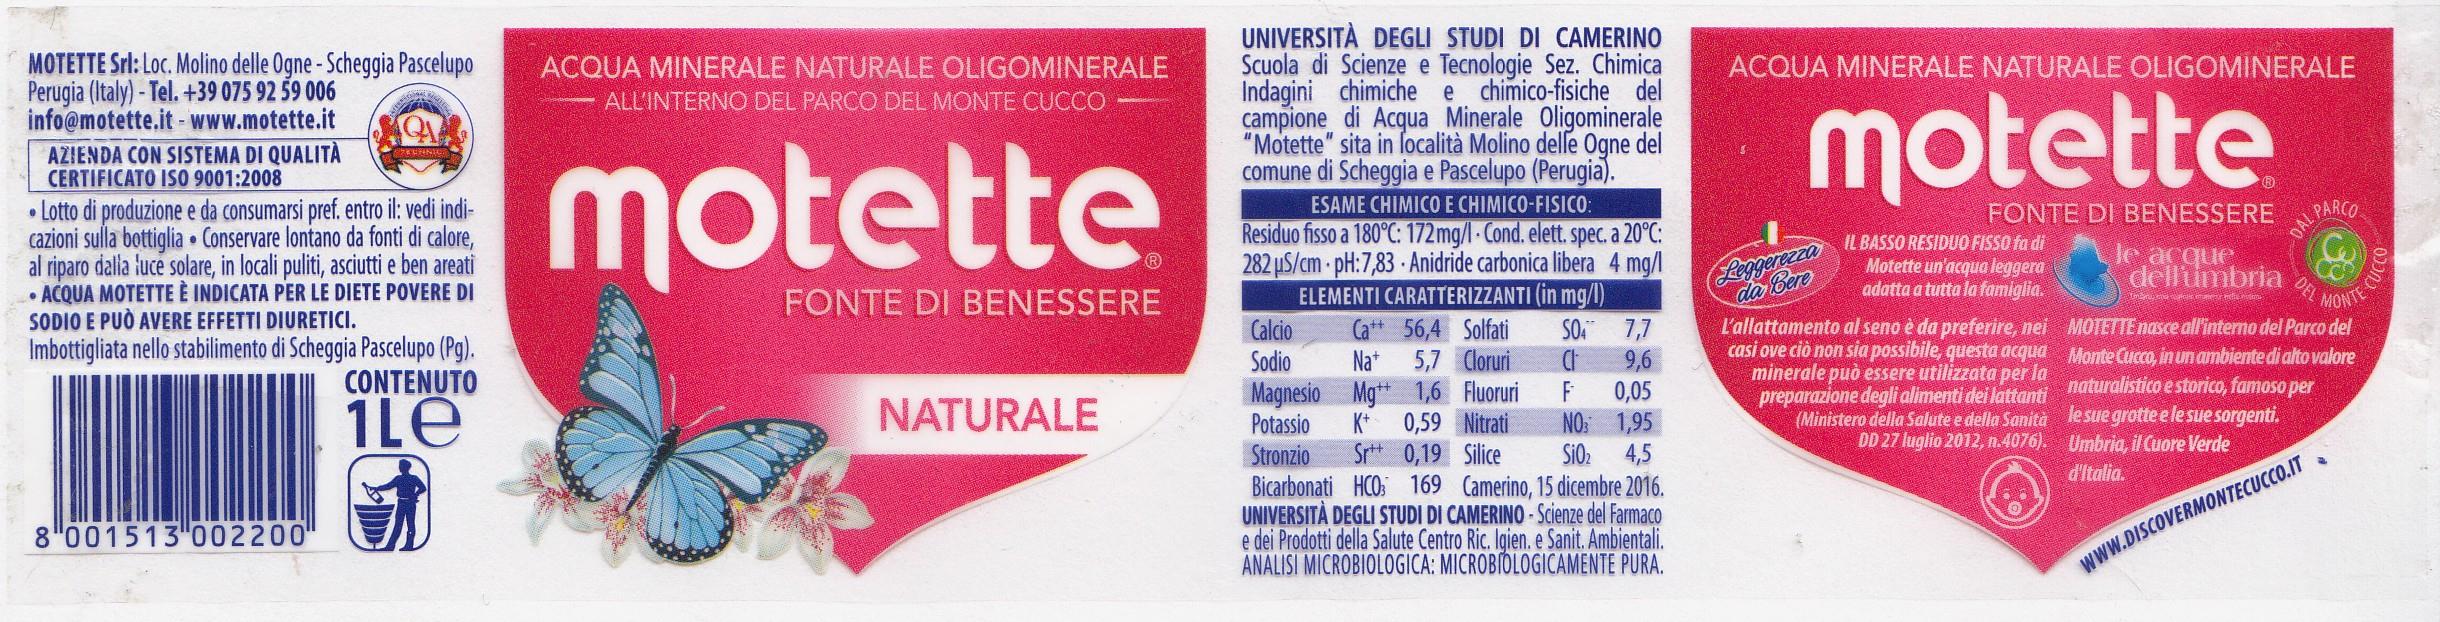 MOTETTE Srl: Loc. Molino delle Ogne - Scheggia Pascelupo
Perugia (Italy) - Tel. +39 075 92 59 006
info@motette.it - www.motette.it
QA
AZIENDA CON SISTEMA DI QUALITÀ
CERTIFICATO ISO 9001:2008
• Lotto di produzione e da consumarsi pref. entro il: vedi indi-
cazioni sulla bottiglia • Conservare lontano da fonti di calore,
al riparo dalla luce solare, in locali puliti, asciutti e ben areati
• ACQUA MOTETTE È INDICATA PER LE DIETE POVERE DI
SODIO E PUÒ AVERE EFFETTI DIURETICI.
Imbottigliata nello stabilimento di Scheggia Pascelupo (Pg).
CONTENUTO
1L e
8 001513 002200
ACQUA MINERALE NATURALE OLIGOMINERALE
ALL'INTERNO DEL PARCO DEL MONTE CUCCO
motette®
FONTE DI BENESSERE
NATURALE
UNIVERSITÀ DEGLI STUDI DI CAMERINO
Scuola di Scienze e Tecnologie Sez. Chimica
Indagini chimiche e chimico-fisiche del
campione di Acqua Minerale Oligominerale
"Motette" sita in località Molino delle Ogne del
comune di Scheggia e Pascelupo (Perugia).
ESAME CHIMICO E CHIMICO-FISICO:
Residuo fisso a 180°C: 172mg/l · Cond. elett. spec. a 20°C:
282 µS/cm · pH: 7,83 · Anidride carbonica libera 4 mg/l
ELEMENTI CARATTERIZZANTI (in mg/l)
Calcio Ca++ 56,4 Solfati SO4-- 7,7
Sodio Na+ 5,7 Cloruri Cl- 9,6
Magnesio Mg++ 1,6 Fluoruri F- 0,05
Potassio K+ 0,59 Nitrati NO3- 1,95
Stronzio Sr++ 0,19 Silice SiO2 4,5
Bicarbonati HCO3- 169 Camerino, 15 dicembre 2016.
UNIVERSITÀ DEGLI STUDI DI CAMERINO - Scienze del Farmaco
e dei Prodotti della Salute Centro Ric. Igien. e Sanit. Ambientali.
ANALISI MICROBIOLOGICA: MICROBIOLOGICAMENTE PURA.
ACQUA MINERALE NATURALE OLIGOMINERALE
motette®
FONTE DI BENESSERE
Leggerezza
da Bere
IL BASSO RESIDUO FISSO fa di
Motette un'acqua leggera
adatta a tutta la famiglia.
le acque
dell'umbria
DAL PARCO
DEL MONTE CUCCO
L'allattamento al seno è da preferire, nei
casi ove ciò non sia possibile, questa acqua
minerale può essere utilizzata per la
preparazione degli alimenti dei lattanti
(Ministero della Salute e della Sanità
DD 27 luglio 2012, n.4076).
MOTETTE nasce all'interno del Parco del
Monte Cucco, in un ambiente di alto valore
naturalistico e storico, famoso per
le sue grotte e le sue sorgenti.
Umbria, il Cuore Verde
d'Italia.
WWW.DISCOVERMONTECUCCO.IT